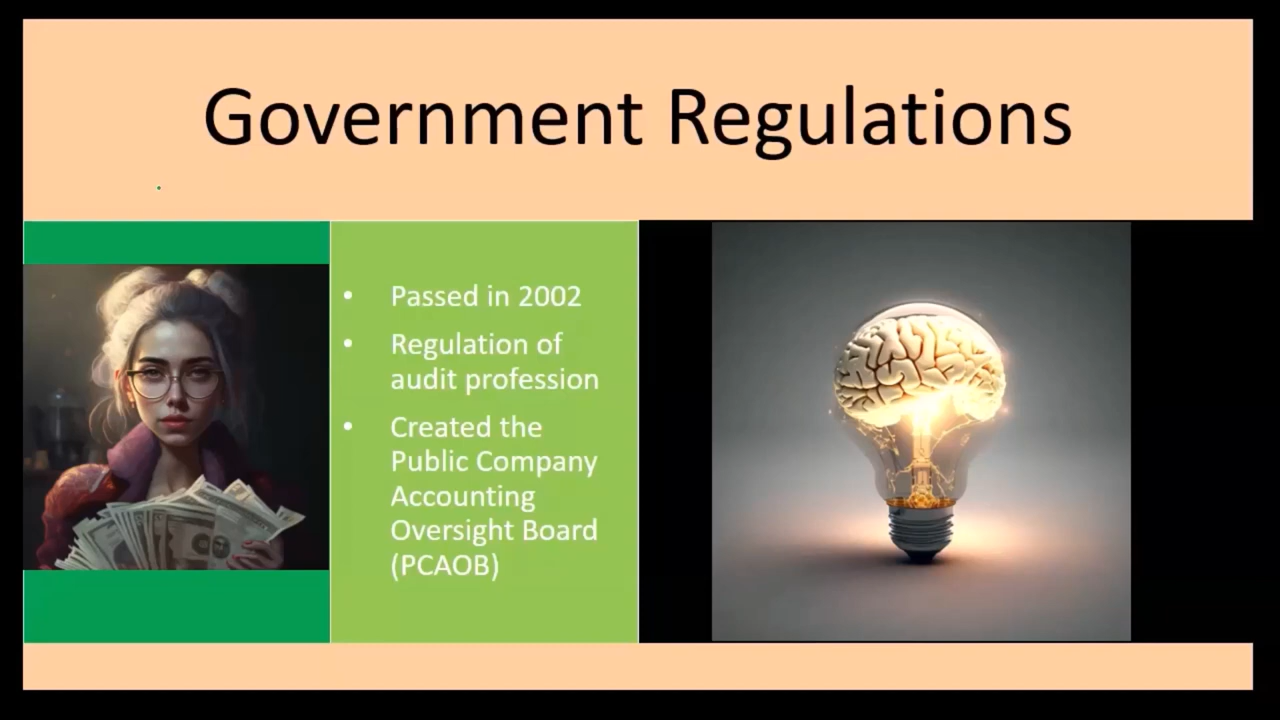 Government Regulations
• Passed in 2002
• Regulation of
audit profession
• Created the
Public Company
Accounting
Oversight Board
(PCAOB)